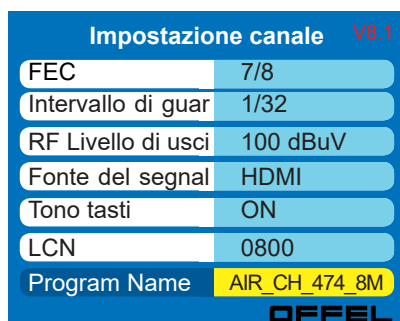 Impostazione canale V8.1
FEC 7/8
Intervallo di guar 1/32
RF Livello di usci 100 dBuV
Fonte del segnal HDMI
Tono tasti ON
LCN 0800
Program Name AIR_CH_474_8M
OFFEL